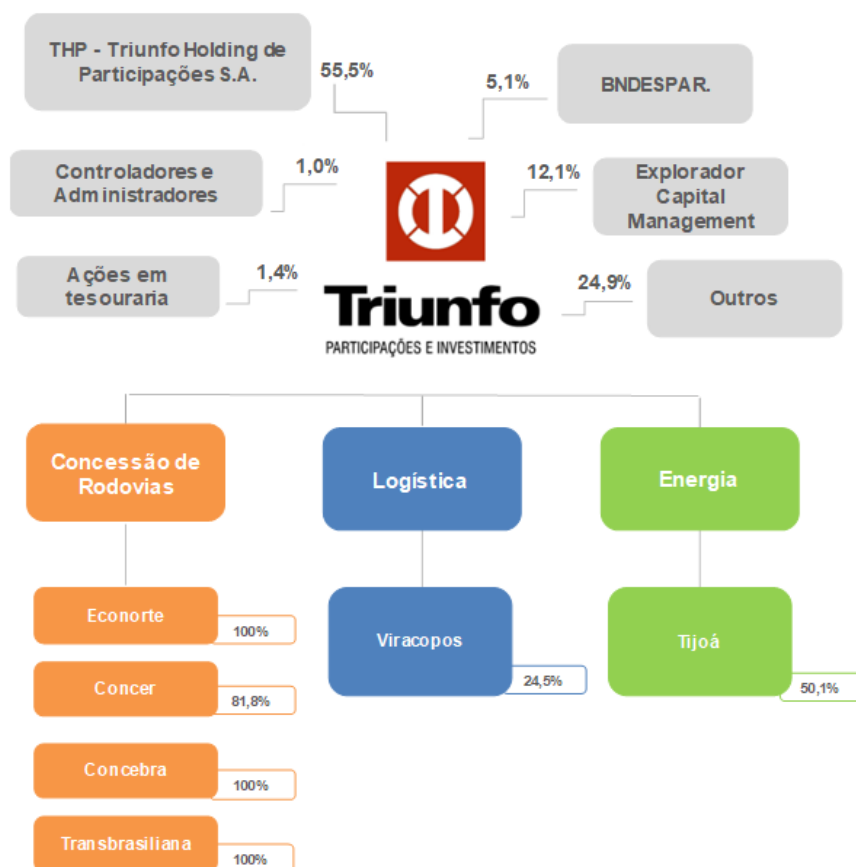 THP - Triunfo Holding de
Participações S.A.
55,5%
5,1%
BNDESPAR.
Controladores e
Administradores
1,0%
12,1%
Explorador
Capital
Management
Ações em
tesouraria
1,4%
24,9%
Outros
Triunfo
PARTICIPAÇÕES E INVESTIMENTOS
Concessão de
Rodovias
Logística
Energia
Econorte
100%
Viracopos
24,5%
Tijoá
50,1%
Concer
81,8%
Concebra
100%
Transbrasiliana
100%